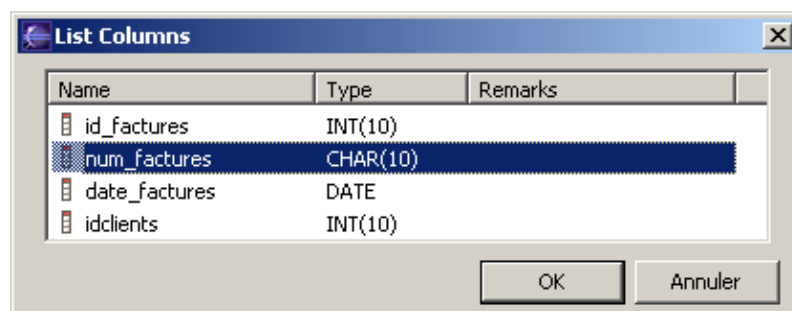 List Columns
Name Type Remarks
id_factures INT(10)
num_factures CHAR(10)
date_factures DATE
idclients INT(10)
OK Annuler